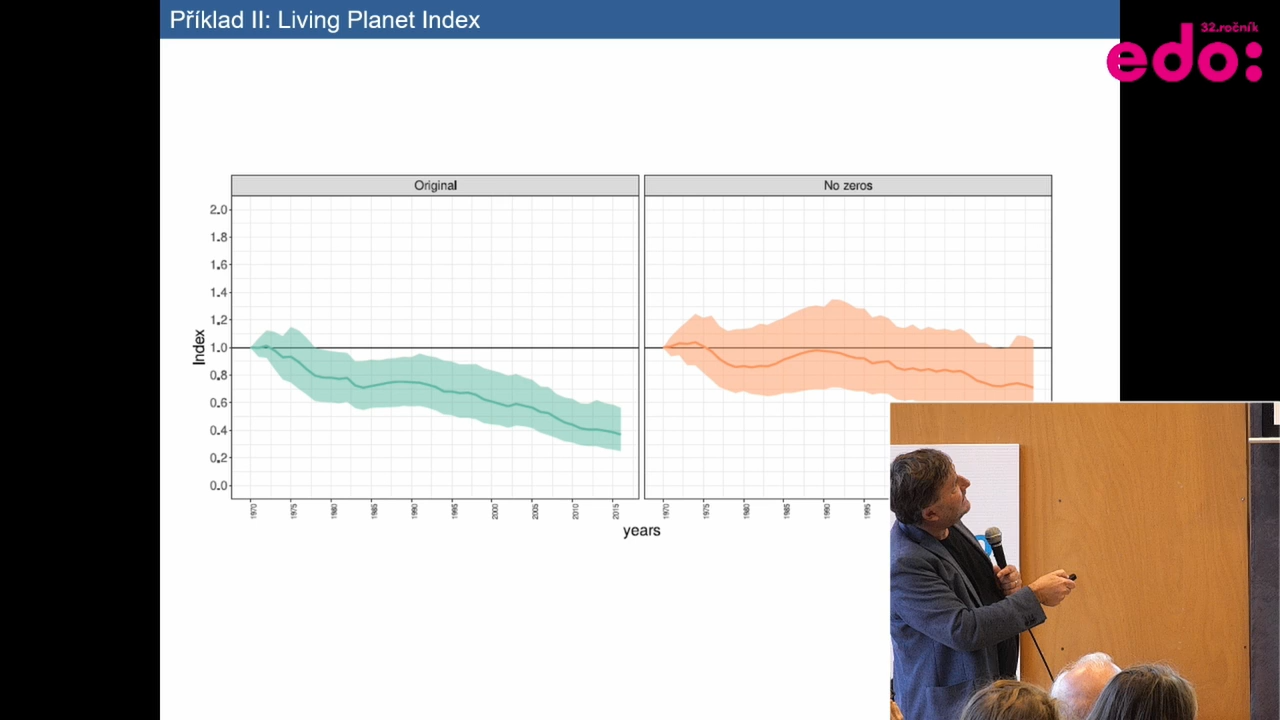 Příklad II: Living Planet Index
32.ročník
edo:
Original
No zeros
2.0
1.8
1.6
1.4
1.2
1.0
0.8
0.6
0.4
0.2
0.0
Index
1970 1975 1980 1985 1990 1995 2000 2005 2010 2015
1970 1975 1980 1985 1990 1995
years